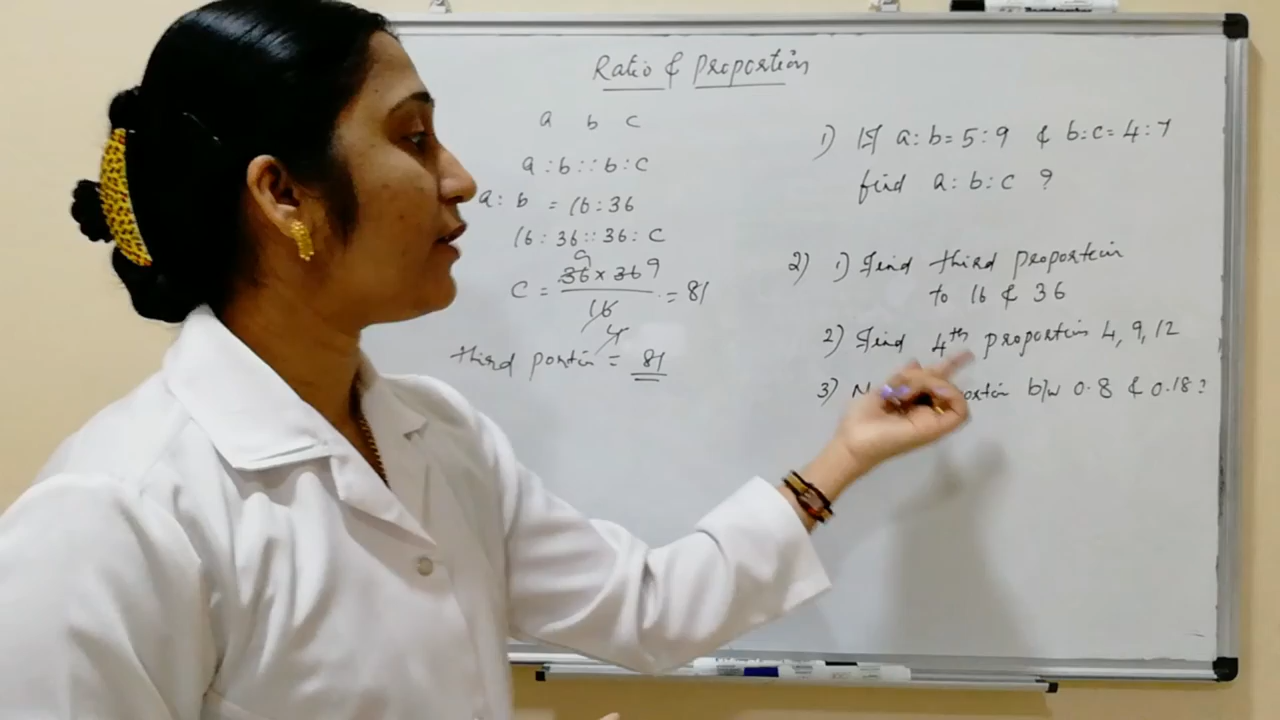 Ratio & Proportion
a b c
a : b :: b : c
a : b = 16 : 36
16 : 36 :: 36 : c
9
c = 36 x 36 9 = 81
16
4
third portin = 81
1) If a : b = 5 : 9 & b : c = 4 : 7
find a : b : c ?
2) 1) Find third proportion
to 16 & 36
2) Find 4th proportion 4, 9, 12
3) b/w 0.8 & 0.18 ?